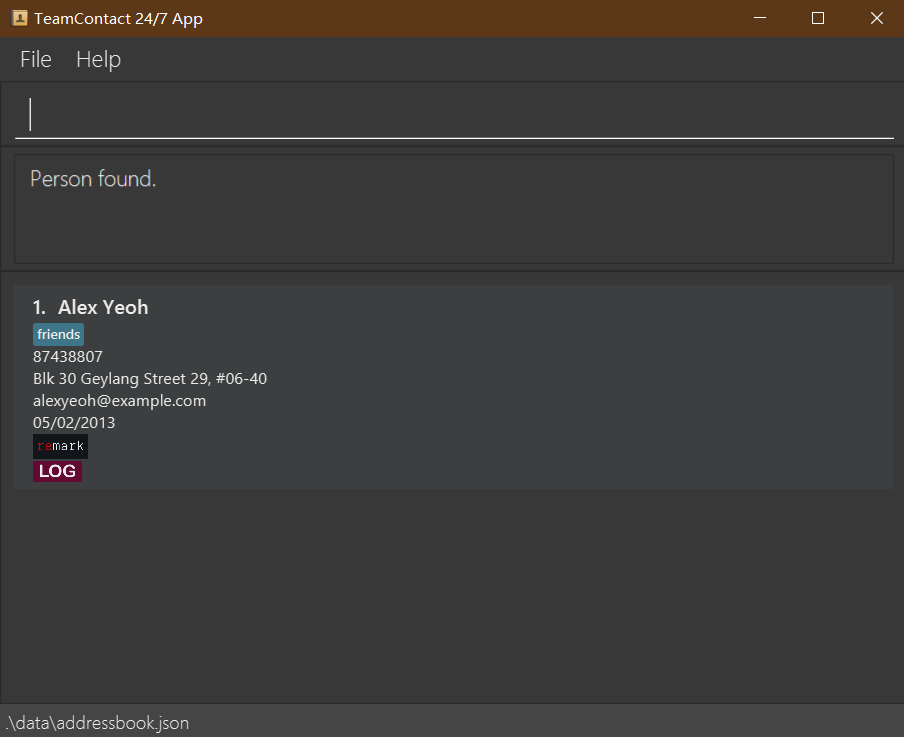 TeamContact 24/7 App
File Help
Person found.
1. Alex Yeoh
friends
87438807
Blk 30 Geylang Street 29, #06-40
alexyeoh@example.com
05/02/2013
remark
LOG
.\data\addressbook.json